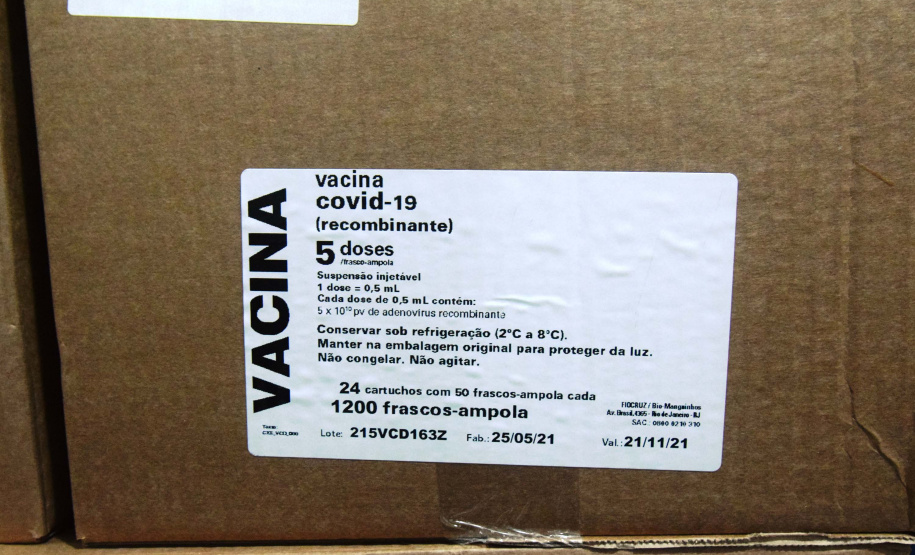 VACINA
vacina
covid-19
(recombinante)
5 doses
/frasco-ampola
Suspensão injetável
1 dose = 0,5 mL
Cada dose de 0,5 mL contém:
5 x 10¹⁰ pv de adenovirus recombinante
Conservar sob refrigeração (2°C a 8°C).
Manter na embalagem original para proteger da luz.
Não congelar. Não agitar.
24 cartuchos com 50 frascos-ampola cada
1200 frascos-ampola
FIOCRUZ / Bio-Manguinhos
Av. Brasil, 4365 - Rio de Janeiro - RJ
SAC.: 0800 0210 310
Lote: 215VCD163Z Fab.: 25/05/21 Val.: 21/11/21